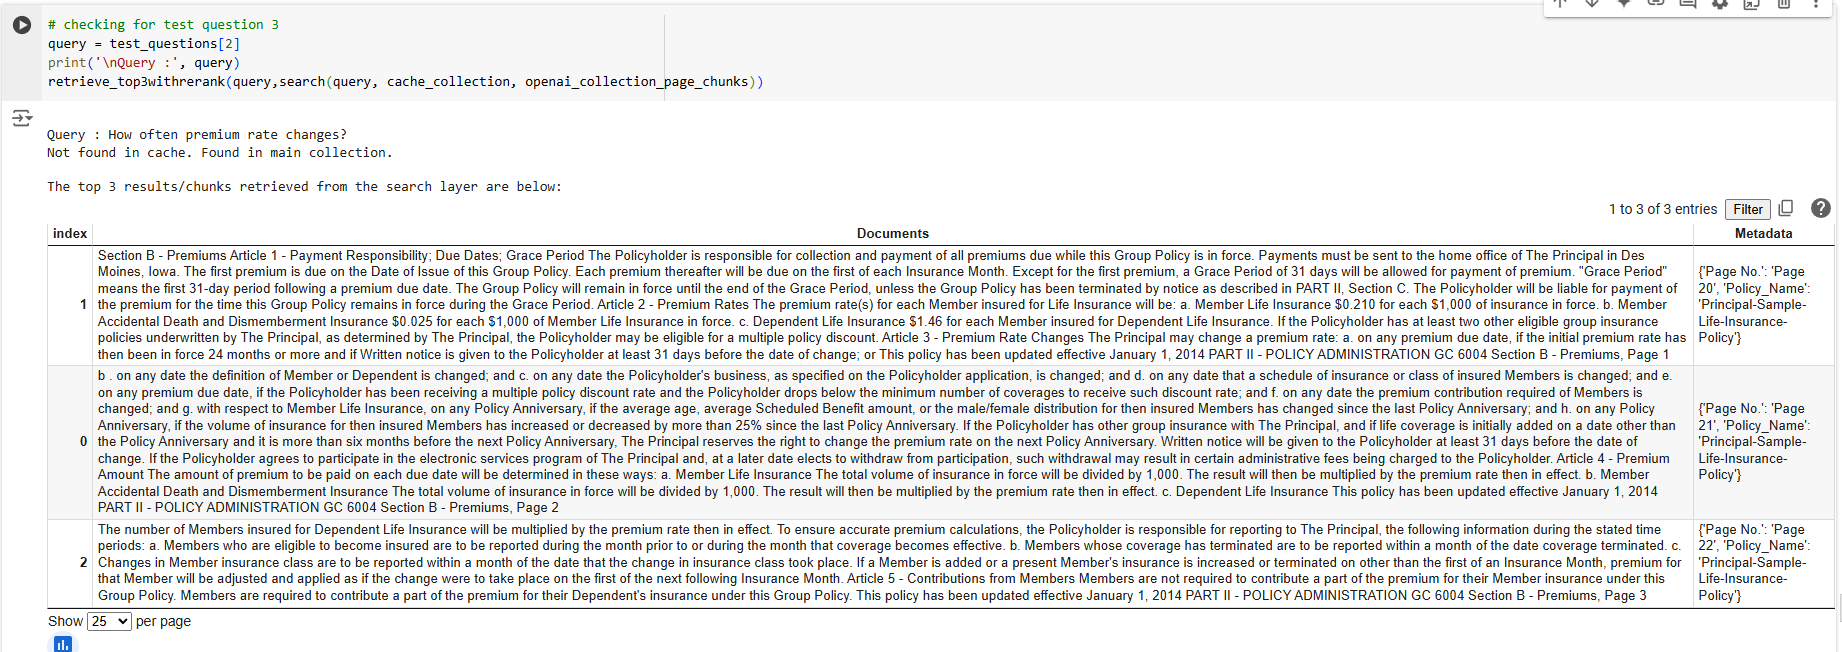 # checking for test question 3
query = test_questions[2]
print('\nQuery :', query)
retrieve_top3withrerank(query,search(query, cache_collection, openai_collection_page_chunks))
Query : How often premium rate changes?
Not found in cache. Found in main collection.
The top 3 results/chunks retrieved from the search layer are below:
1 to 3 of 3 entries Filter
index Documents Metadata
Section B - Premiums Article 1 - Payment Responsibility; Due Dates; Grace Period The Policyholder is responsible for collection and payment of all premiums due while this Group Policy is in force. Payments must be sent to the home office of The Principal in Des
Moines, Iowa. The first premium is due on the Date of Issue of this Group Policy. Each premium thereafter will be due on the first of each Insurance Month. Except for the first premium, a Grace Period of 31 days will be allowed for payment of premium. "Grace Period"
means the first 31-day period following a premium due date. The Group Policy will remain in force until the end of the Grace Period, unless the Group Policy has been terminated by notice as described in PART II, Section C. The Policyholder will be liable for payment of
1 the premium for the time this Group Policy remains in force during the Grace Period. Article 2 - Premium Rates The premium rate(s) for each Member insured for Life Insurance will be: a. Member Life Insurance $0.210 for each $1,000 of insurance in force. b. Member
Accidental Death and Dismemberment Insurance $0.025 for each $1,000 of Member Life Insurance in force. c. Dependent Life Insurance $1.46 for each Member insured for Dependent Life Insurance. If the Policyholder has at least two other eligible group insurance
policies underwritten by The Principal, as determined by The Principal, the Policyholder may be eligible for a multiple policy discount. Article 3 - Premium Rate Changes The Principal may change a premium rate: a. on any premium due date, if the initial premium rate has
then been in force 24 months or more and if Written notice is given to the Policyholder at least 31 days before the date of change; or This policy has been updated effective January 1, 2014 PART II - POLICY ADMINISTRATION GC 6004 Section B - Premiums, Page 1
{'Page No.': 'Page
20', 'Policy_Name':
'Principal-Sample-
Life-Insurance-
Policy'}
b . on any date the definition of Member or Dependent is changed; and c. on any date the Policyholder's business, as specified on the Policyholder application, is changed; and d. on any date that a schedule of insurance or class of insured Members is changed; and e.
on any premium due date, if the Policyholder has been receiving a multiple policy discount rate and the Policyholder drops below the minimum number of coverages to receive such discount rate; and f. on any date the premium contribution required of Members is
changed; and g. with respect to Member Life Insurance, on any Policy Anniversary, if the average age, average Scheduled Benefit amount, or the male/female distribution for then insured Members has changed since the last Policy Anniversary; and h. on any Policy
Anniversary, if the volume of insurance for then insured Members has increased or decreased by more than 25% since the last Policy Anniversary. If the Policyholder has other group insurance with The Principal, and if life coverage is initially added on a date other than
0 the Policy Anniversary and it is more than six months before the next Policy Anniversary, The Principal reserves the right to change the premium rate on the next Policy Anniversary. Written notice will be given to the Policyholder at least 31 days before the date of
change. If the Policyholder agrees to participate in the electronic services program of The Principal and, at a later date elects to withdraw from participation, such withdrawal may result in certain administrative fees being charged to the Policyholder. Article 4 - Premium
Amount The amount of premium to be paid on each due date will be determined in these ways: a. Member Life Insurance The total volume of insurance in force will be divided by 1,000. The result will then be multiplied by the premium rate then in effect. b. Member
Accidental Death and Dismemberment Insurance The total volume of insurance in force will be divided by 1,000. The result will then be multiplied by the premium rate then in effect. c. Dependent Life Insurance This policy has been updated effective January 1, 2014
PART II - POLICY ADMINISTRATION GC 6004 Section B - Premiums, Page 2
{'Page No.': 'Page
21', 'Policy_Name':
'Principal-Sample-
Life-Insurance-
Policy'}
The number of Members insured for Dependent Life Insurance will be multiplied by the premium rate then in effect. To ensure accurate premium calculations, the Policyholder is responsible for reporting to The Principal, the following information during the stated time
periods: a. Members who are eligible to become insured are to be reported during the month prior to or during the month that coverage becomes effective. b. Members whose coverage has terminated are to be reported within a month of the date coverage terminated. c.
2 Changes in Member insurance class are to be reported within a month of the date that the change in insurance class took place. If a Member is added or a present Member's insurance is increased or terminated on other than the first of an Insurance Month, premium for
that Member will be adjusted and applied as if the change were to take place on the first of the next following Insurance Month. Article 5 - Contributions from Members Members are not required to contribute a part of the premium for their Member insurance under this
Group Policy. Members are required to contribute a part of the premium for their Dependent's insurance under this Group Policy. This policy has been updated effective January 1, 2014 PART II - POLICY ADMINISTRATION GC 6004 Section B - Premiums, Page 3
{'Page No.': 'Page
22', 'Policy_Name':
'Principal-Sample-
Life-Insurance-
Policy'}
Show 25 per page